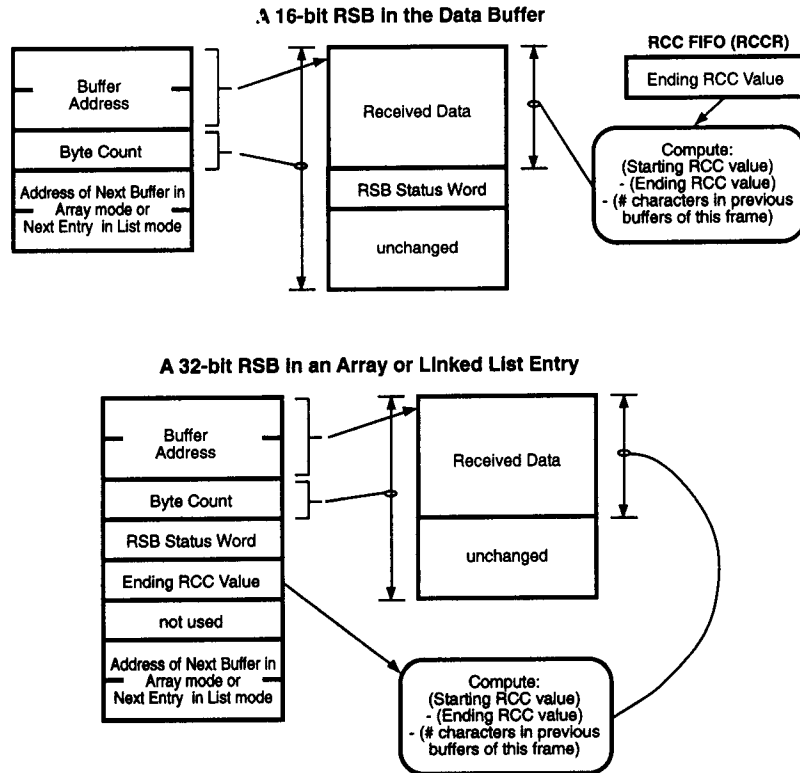 A 16-bit RSB in the Data Buffer
Buffer
Address
Byte Count
Address of Next Buffer in
Array mode or
Next Entry in List mode
Received Data
RSB Status Word
unchanged
RCC FIFO (RCCR)
Ending RCC Value
Compute:
(Starting RCC value)
- (Ending RCC value)
- (# characters in previous
buffers of this frame)
A 32-bit RSB in an Array or Linked List Entry
Buffer
Address
Byte Count
RSB Status Word
Ending RCC Value
not used
Address of Next Buffer in
Array mode or
Next Entry in List mode
Received Data
unchanged
Compute:
(Starting RCC value)
- (Ending RCC value)
- (# characters in previous
buffers of this frame)